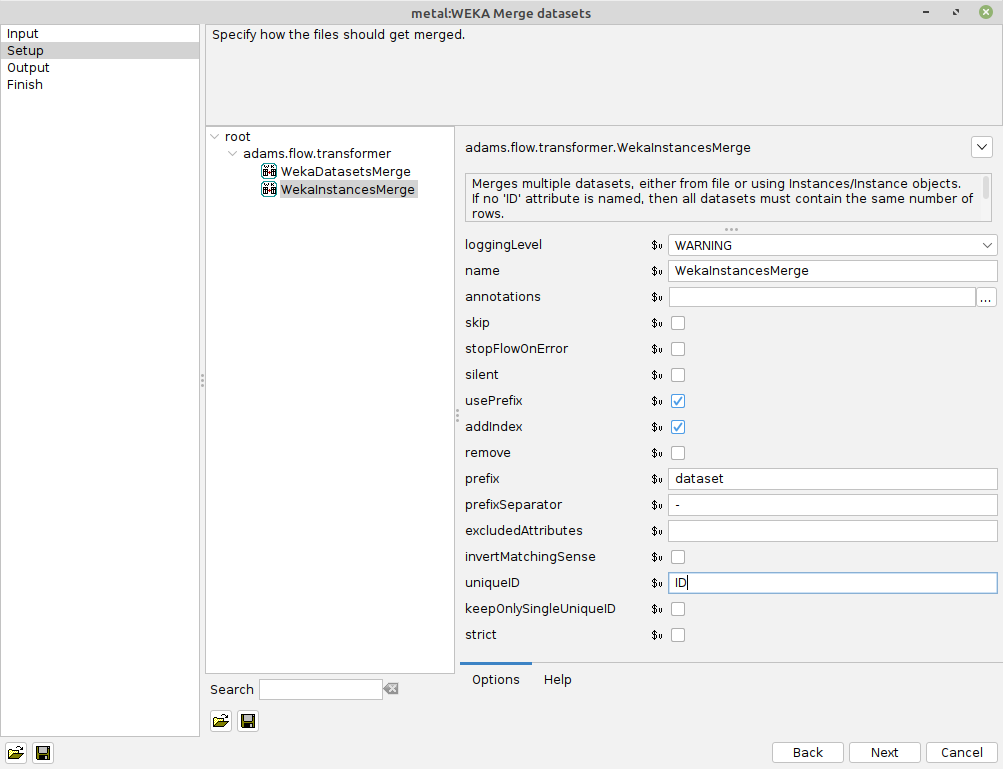 metal:WEKA Merge datasets
Input
Setup
Output
Finish
Specify how the files should get merged.
root
adams.flow.transformer
WekaDatasetsMerge
WekaInstancesMerge
Search
adams.flow.transformer.WekaInstancesMerge
Merges multiple datasets, either from file or using Instances/Instance objects.
If no 'ID' attribute is named, then all datasets must contain the same number of
rows.
loggingLevel $v WARNING
name $v WekaInstancesMerge
annotations $v ...
skip $v
stopFlowOnError $v
silent $v
usePrefix $v
addIndex $v
remove $v
prefix $v dataset
prefixSeparator $v -
excludedAttributes $v
invertMatchingSense $v
uniqueID $v ID
keepOnlySingleUniqueID $v
strict $v
Options Help
Back Next Cancel